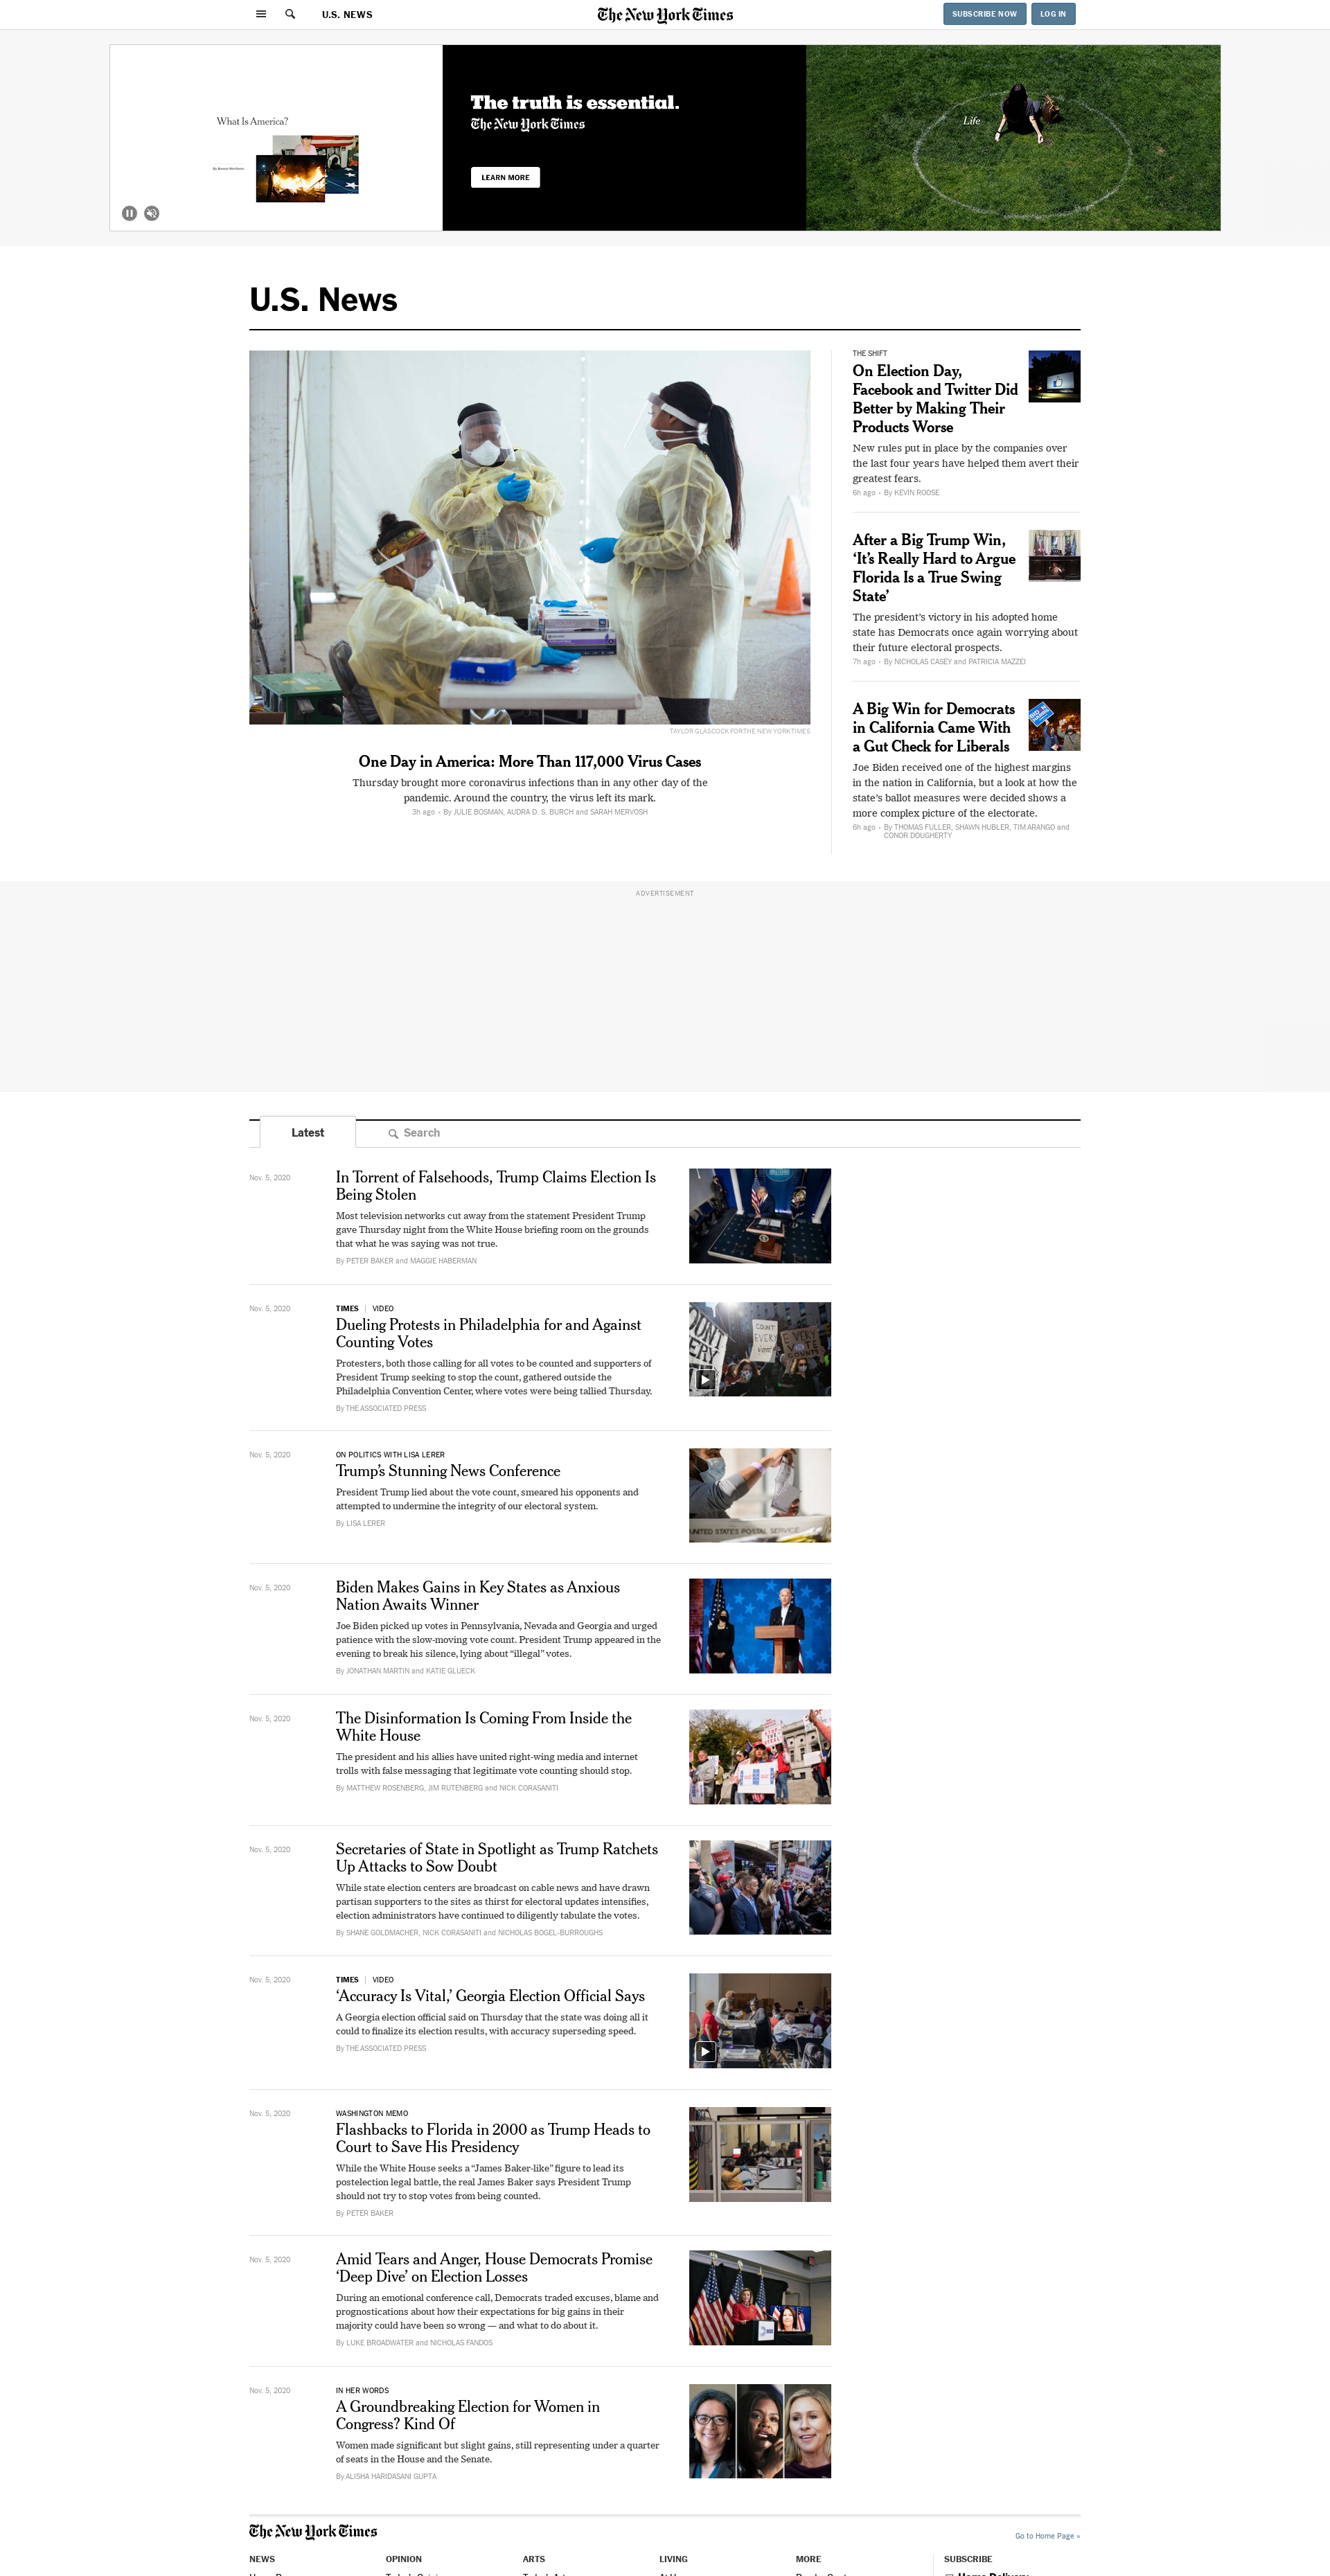 U.S. NEWS
The New York Times
SUBSCRIBE NOW
LOG IN
What Is America?
The truth is essential.
The New York Times
LEARN MORE
Life
U.S. News
TAYLOR GLASCOCK FOR THE NEW YORK TIMES
One Day in America: More Than 117,000 Virus Cases
Thursday brought more coronavirus infections than in any other day of the
pandemic. Around the country, the virus left its mark.
3h ago • By JULIE BOSMAN, AUDRA D. S. BURCH and SARAH MERVOSH
THE SHIFT
On Election Day,
Facebook and Twitter Did
Better by Making Their
Products Worse
New rules put in place by the companies over
the last four years have helped them avert their
greatest fears.
6h ago • By KEVIN ROOSE
After a Big Trump Win,
‘It’s Really Hard to Argue
Florida Is a True Swing
State’
The president’s victory in his adopted home
state has Democrats once again worrying about
their future electoral prospects.
7h ago • By NICHOLAS CASEY and PATRICIA MAZZEI
A Big Win for Democrats
in California Came With
a Gut Check for Liberals
Joe Biden received one of the highest margins
in the nation in California, but a look at how the
state’s ballot measures were decided shows a
more complex picture of the electorate.
6h ago • By THOMAS FULLER, SHAWN HUBLER, TIM ARANGO and
CONOR DOUGHERTY
ADVERTISEMENT
Latest
Search
Nov. 5, 2020
In Torrent of Falsehoods, Trump Claims Election Is
Being Stolen
Most television networks cut away from the statement President Trump
gave Thursday night from the White House briefing room on the grounds
that what he was saying was not true.
By PETER BAKER and MAGGIE HABERMAN
Nov. 5, 2020
TIMES | VIDEO
Dueling Protests in Philadelphia for and Against
Counting Votes
Protesters, both those calling for all votes to be counted and supporters of
President Trump seeking to stop the count, gathered outside the
Philadelphia Convention Center, where votes were being tallied Thursday.
By THE ASSOCIATED PRESS
COUNT
EVERY
Vote
EVERY
VOTE
COUNTS
Nov. 5, 2020
ON POLITICS WITH LISA LERER
Trump’s Stunning News Conference
President Trump lied about the vote count, smeared his opponents and
attempted to undermine the integrity of our electoral system.
By LISA LERER
UNITED STATES POSTAL SERVICE
Nov. 5, 2020
Biden Makes Gains in Key States as Anxious
Nation Awaits Winner
Joe Biden picked up votes in Pennsylvania, Nevada and Georgia and urged
patience with the slow-moving vote count. President Trump appeared in the
evening to break his silence, lying about “illegal” votes.
By JONATHAN MARTIN and KATIE GLUECK
Nov. 5, 2020
The Disinformation Is Coming From Inside the
White House
The president and his allies have united right-wing media and internet
trolls with false messaging that legitimate vote counting should stop.
By MATTHEW ROSENBERG, JIM RUTENBERG and NICK CORASANITI
Nov. 5, 2020
Secretaries of State in Spotlight as Trump Ratchets
Up Attacks to Sow Doubt
While state election centers are broadcast on cable news and have drawn
partisan supporters to the sites as thirst for electoral updates intensifies,
election administrators have continued to diligently tabulate the votes.
By SHANE GOLDMACHER, NICK CORASANITI and NICHOLAS BOGEL-BURROUGHS
Nov. 5, 2020
TIMES | VIDEO
‘Accuracy Is Vital,’ Georgia Election Official Says
A Georgia election official said on Thursday that the state was doing all it
could to finalize its election results, with accuracy superseding speed.
By THE ASSOCIATED PRESS
Nov. 5, 2020
WASHINGTON MEMO
Flashbacks to Florida in 2000 as Trump Heads to
Court to Save His Presidency
While the White House seeks a “James Baker-like” figure to lead its
postelection legal battle, the real James Baker says President Trump
should not try to stop votes from being counted.
By PETER BAKER
Nov. 5, 2020
Amid Tears and Anger, House Democrats Promise
‘Deep Dive’ on Election Losses
During an emotional conference call, Democrats traded excuses, blame and
prognostications about how their expectations for big gains in their
majority could have been so wrong — and what to do about it.
By LUKE BROADWATER and NICHOLAS FANDOS
Nov. 5, 2020
IN HER WORDS
A Groundbreaking Election for Women in
Congress? Kind Of
Women made significant but slight gains, still representing under a quarter
of seats in the House and the Senate.
By ALISHA HARIDASANI GUPTA
The New York Times
Go to Home Page »
NEWS
OPINION
ARTS
LIVING
MORE
SUBSCRIBE